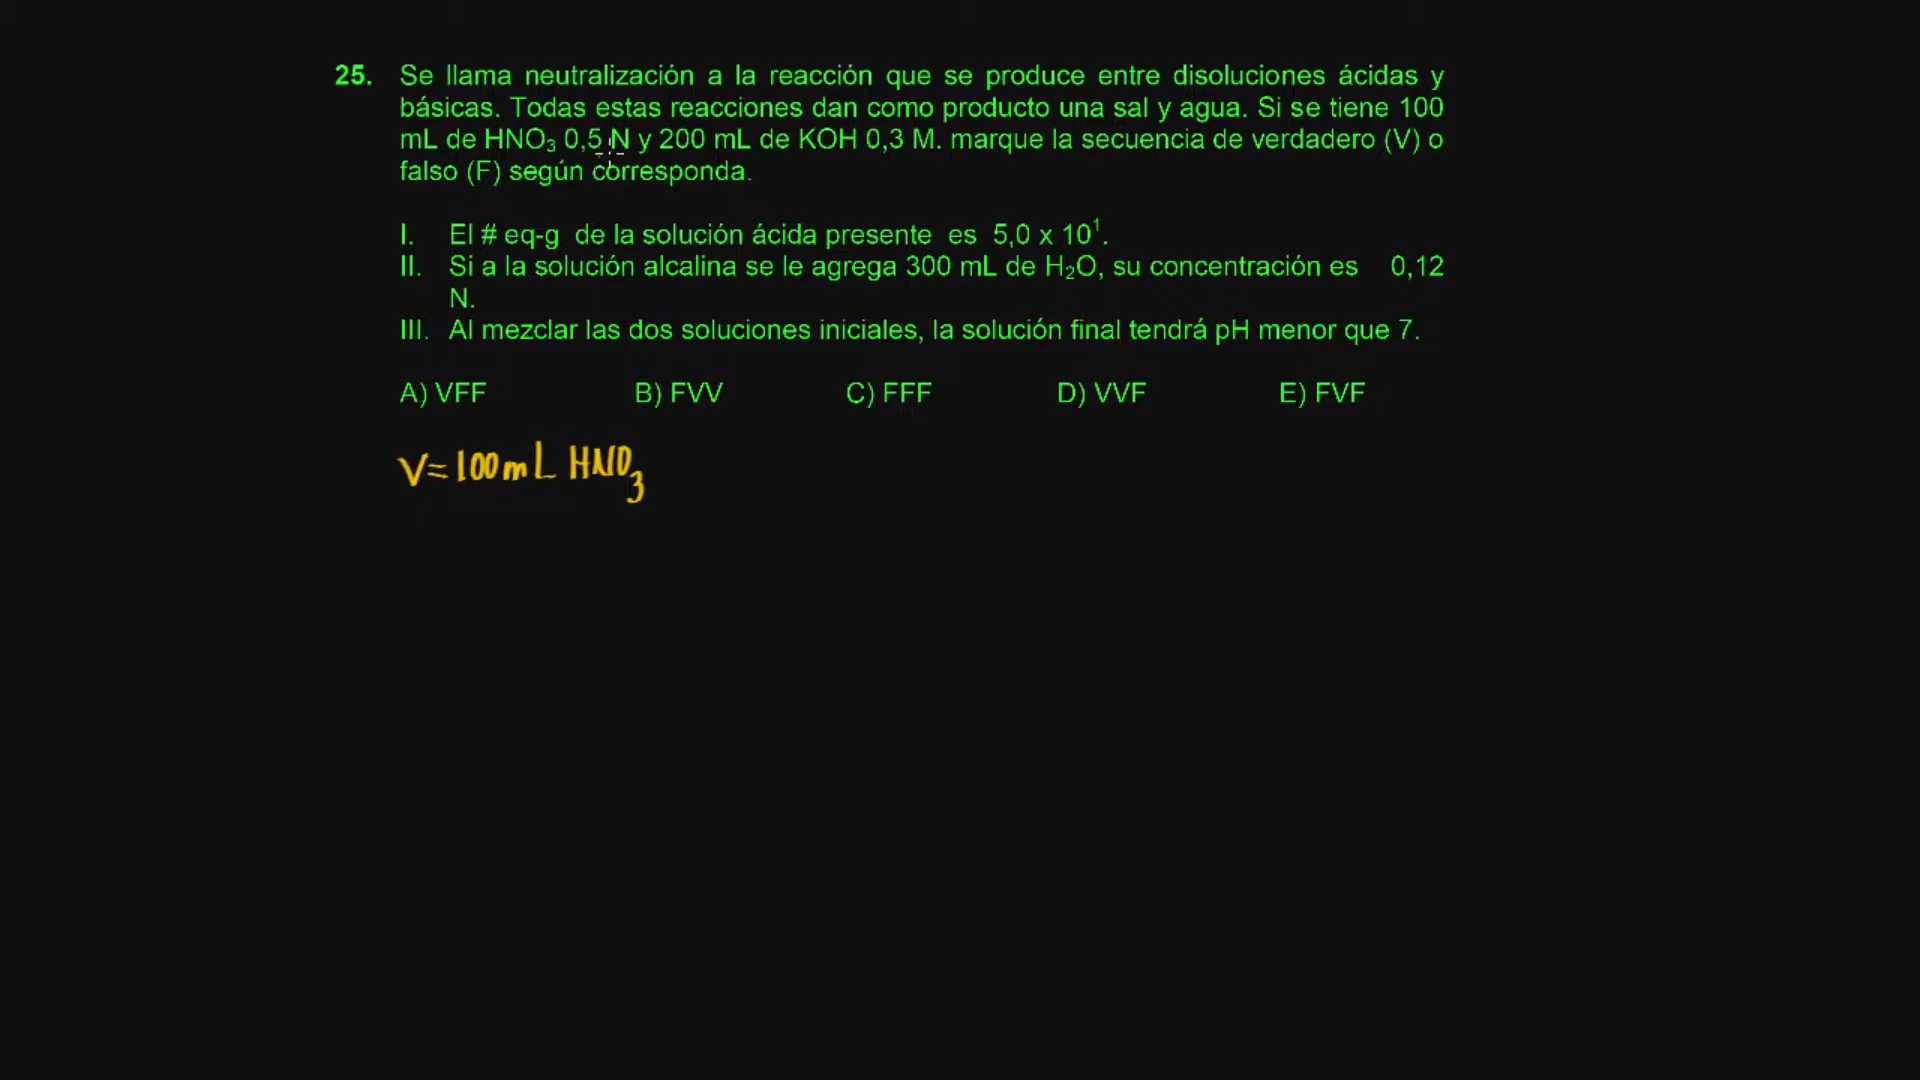 25. Se llama neutralización a la reacción que se produce entre disoluciones ácidas y
básicas. Todas estas reacciones dan como producto una sal y agua. Si se tiene 100
mL de HNO₃ 0,5 N y 200 mL de KOH 0,3 M. marque la secuencia de verdadero (V) o
falso (F) según corresponda.
I. El # eq-g de la solución ácida presente es 5,0 x 10¹.
II. Si a la solución alcalina se le agrega 300 mL de H₂O, su concentración es 0,12
N.
III. Al mezclar las dos soluciones iniciales, la solución final tendrá pH menor que 7.
A) VFF B) FVV C) FFF D) VVF E) FVF
V=100mL HNO₃